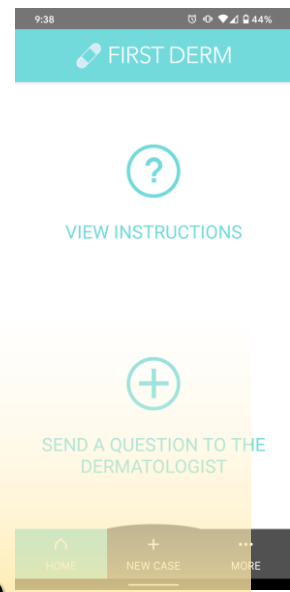 9:38 44%
FIRST DERM
?
VIEW INSTRUCTIONS
SEND A QUESTION TO THE
DERMATOLOGIST
HOME NEW CASE MORE